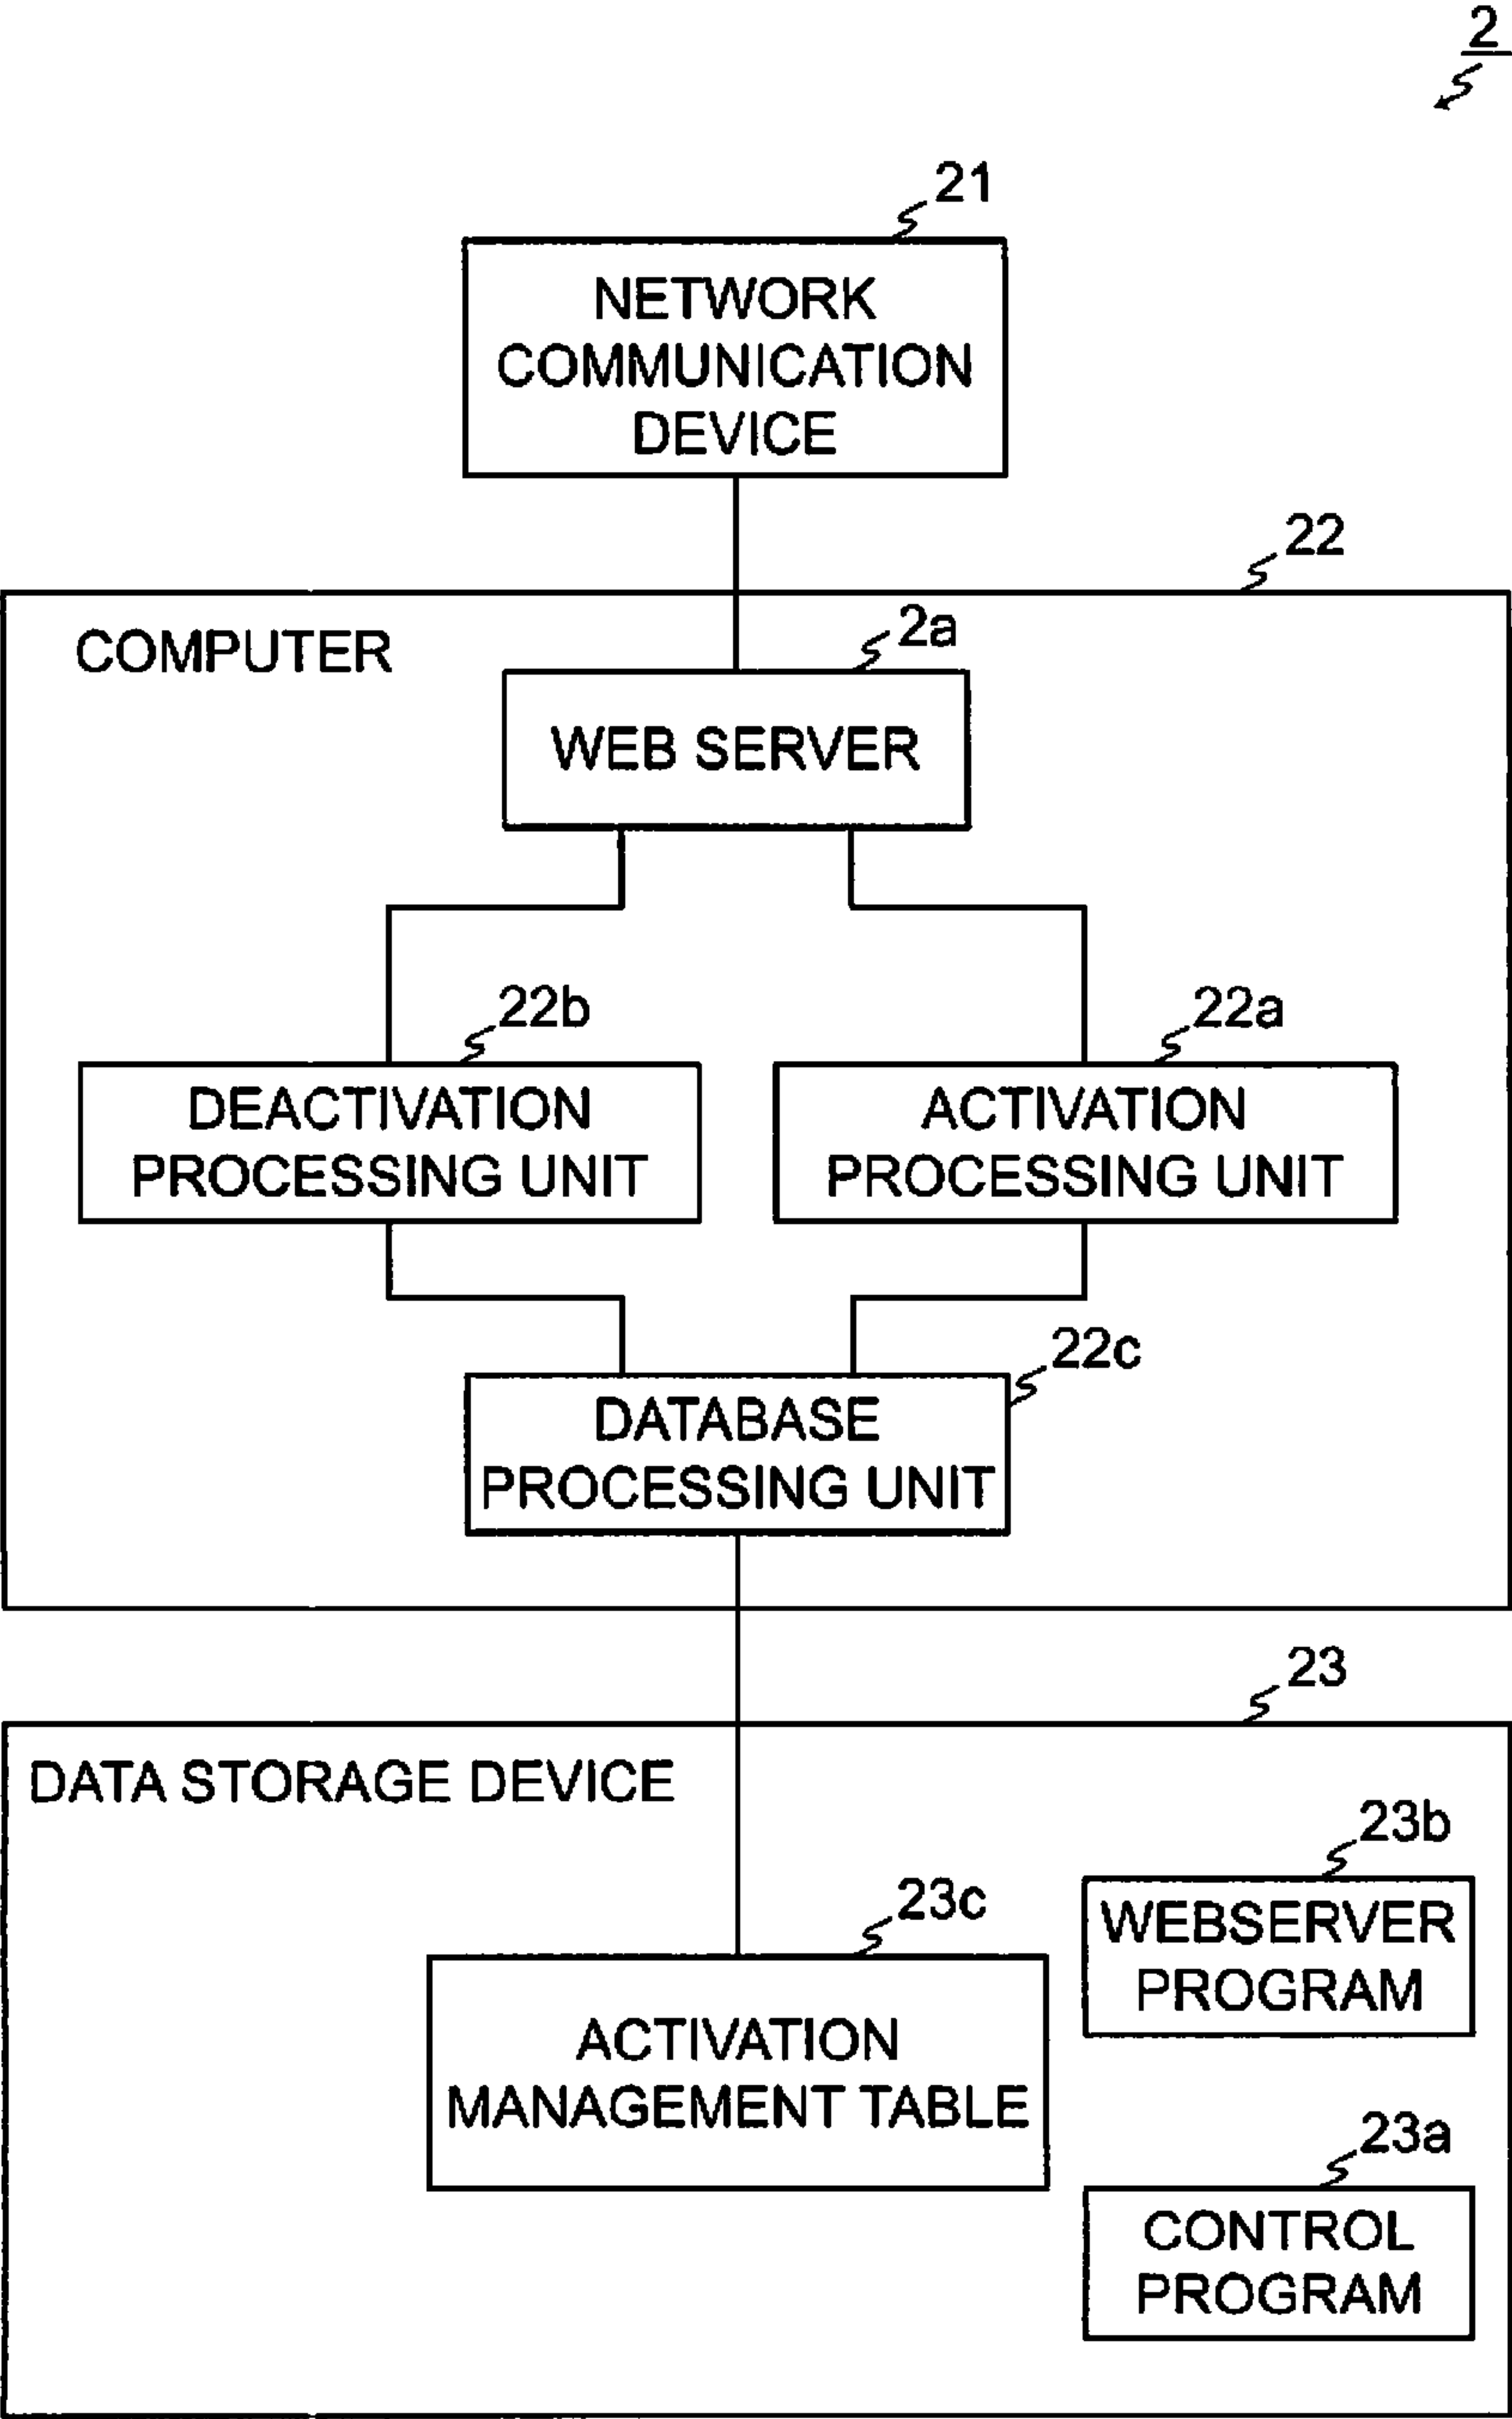 2
21
NETWORK
COMMUNICATION
DEVICE
22
COMPUTER
2a
WEB SERVER
22b
22a
DEACTIVATION
PROCESSING UNIT
ACTIVATION
PROCESSING UNIT
22c
DATABASE
PROCESSING UNIT
23
DATA STORAGE DEVICE
23b
WEBSERVER
PROGRAM
23c
ACTIVATION
MANAGEMENT TABLE
23a
CONTROL
PROGRAM